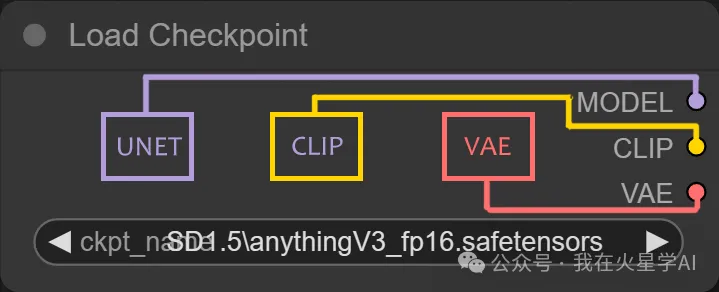 Load Checkpoint
MODEL
UNET CLIP VAE
CLIP
VAE
ckpt_name SD1.5\anythingV3_fp16.safetensors
公众号·我在火星学AI